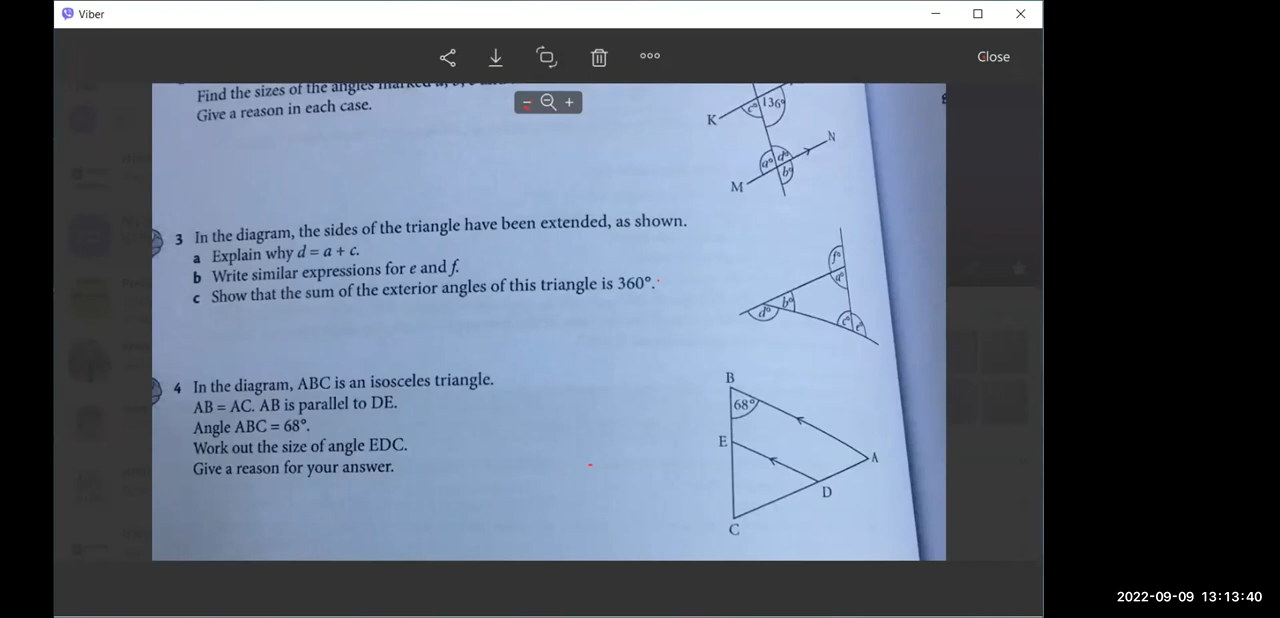 Viber
Close
Find the sizes of the angles marked a, b, c
Give a reason in each case.
K
c° 136°
N
a° d°
b°
M
3 In the diagram, the sides of the triangle have been extended, as shown.
a Explain why d = a + c.
b Write similar expressions for e and f.
c Show that the sum of the exterior angles of this triangle is 360°.
f°
a°
b°
d°
c° e°
4 In the diagram, ABC is an isosceles triangle.
AB = AC. AB is parallel to DE.
Angle ABC = 68°.
Work out the size of angle EDC.
Give a reason for your answer.
B
68°
E
A
D
C
2022-09-09 13:13:40